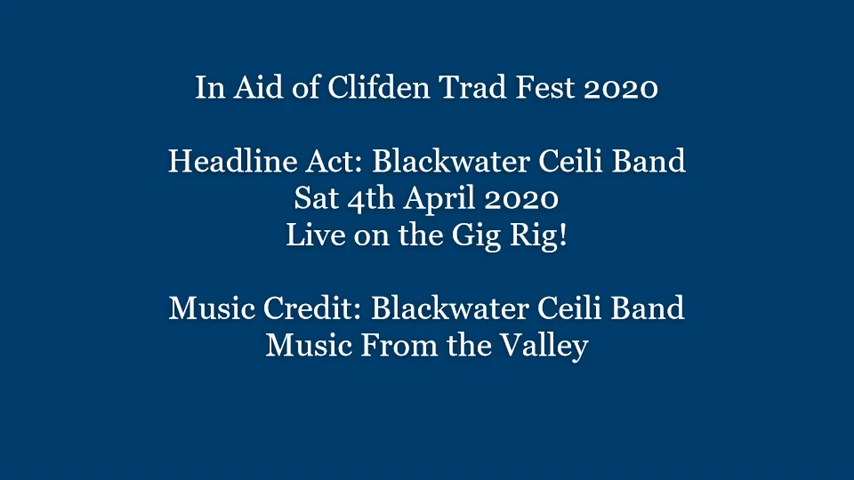 In Aid of Clifden Trad Fest 2020
Headline Act: Blackwater Ceili Band
Sat 4th April 2020
Live on the Gig Rig!
Music Credit: Blackwater Ceili Band
Music From the Valley